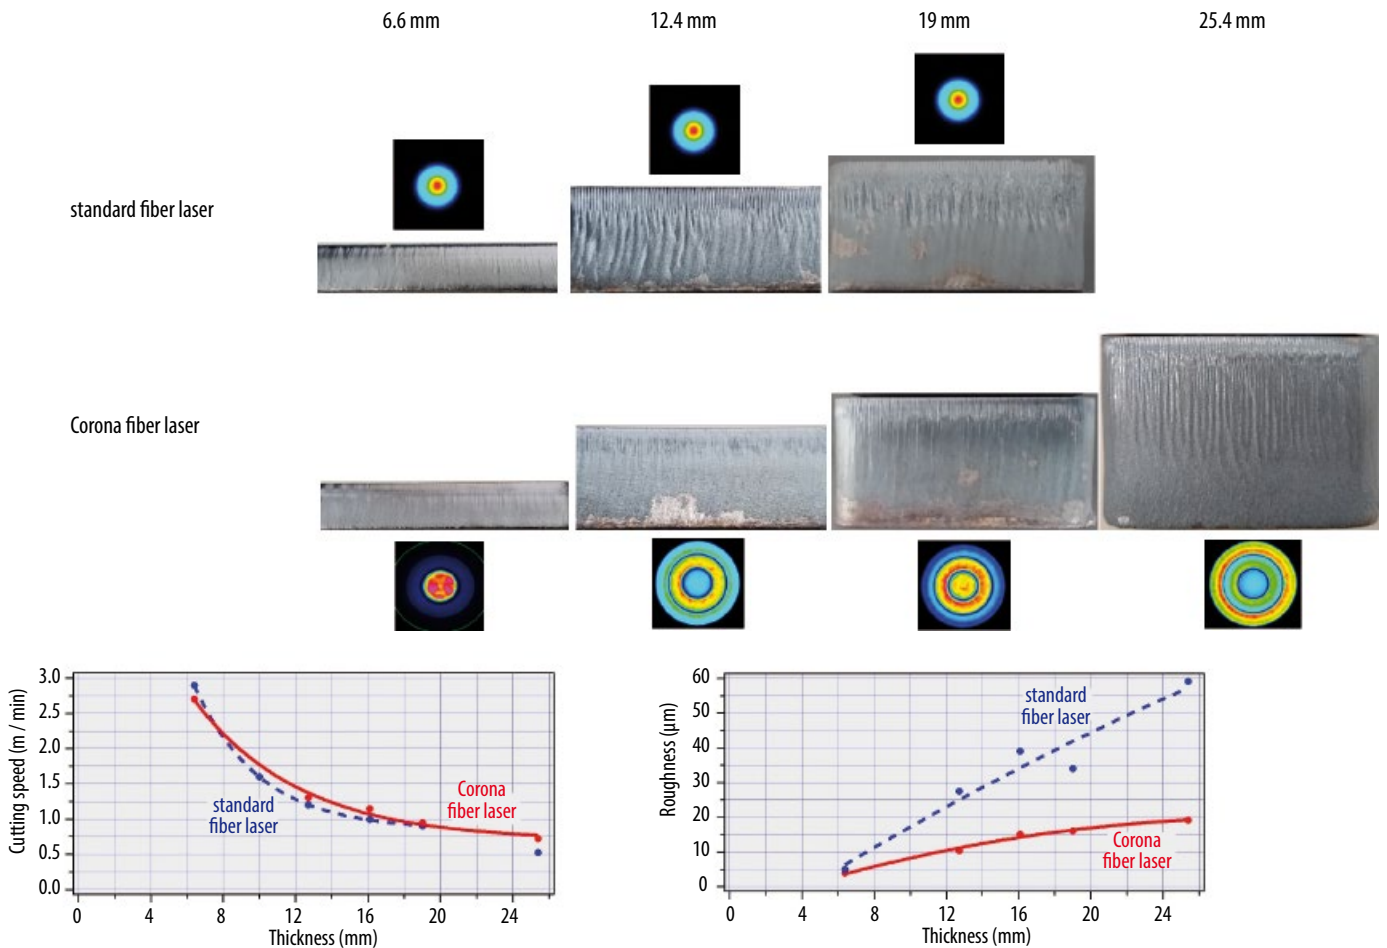 6.6 mm
12.4 mm
19 mm
25.4 mm
standard fiber laser
Corona fiber laser
Cutting speed (m / min)
3.0
2.5
2.0
1.5
1.0
0.5
0.0
standard
fiber laser
Corona
fiber laser
0
4
8
12
16
20
24
Thickness (mm)
Roughness (μm)
60
50
40
30
20
10
0
standard
fiber laser
Corona
fiber laser
0
4
8
12
16
20
24
Thickness (mm)